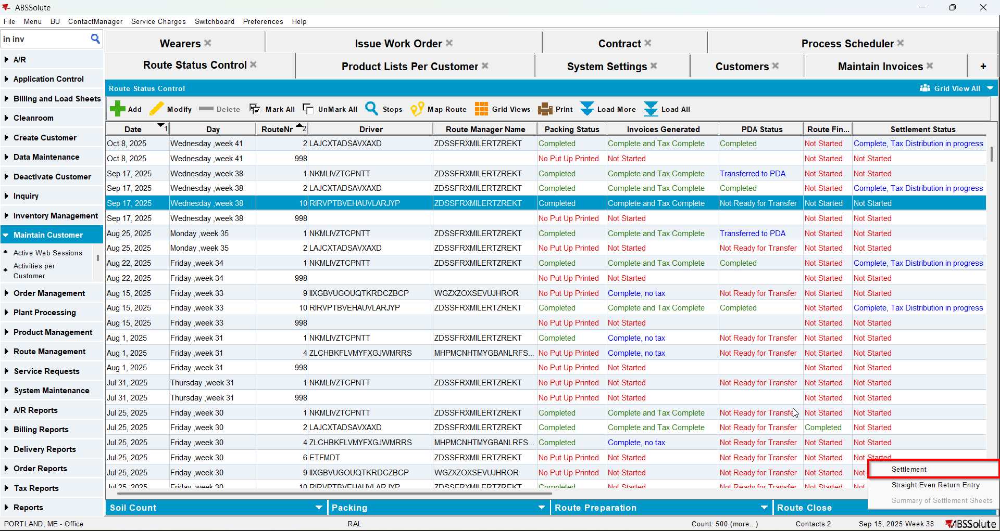 ABSSolute
File Menu BU ContactManager Service Charges Switchboard Preferences Help
in inv
Wearers Issue Work Order Contract Process Scheduler
Route Status Control Product Lists Per Customer System Settings Customers Maintain Invoices +
A/R
Application Control
Billing and Load Sheets
Cleanroom
Create Customer
Data Maintenance
Deactivate Customer
Inquiry
Inventory Management
Maintain Customer
Active Web Sessions
Activities per
Customer
Order Management
Plant Processing
Product Management
Route Management
Service Requests
System Maintenance
A/R Reports
Billing Reports
Delivery Reports
Order Reports
Tax Reports
Reports
Route Status Control Grid View All
Add Modify Delete Mark All UnMark All Stops Map Route Grid Views Print Load More Load All
Date 1 Day RouteNr 2 Driver Route Manager Name Packing Status Invoices Generated PDA Status Route Fin... Settlement Status
Oct 8, 2025 Wednesday ,week 41 2 LAJCXTADSAVXAXD ZDSSFRXMILERTZREKT Completed Complete and Tax Complete Completed Not Started Complete, Tax Distribution in progress
Oct 8, 2025 Wednesday ,week 41 998 No Put Up Printed Not Started Not Started Not Started
Sep 17, 2025 Wednesday ,week 38 1 NKMLIVZTCPNTT ZDSSFRXMILERTZREKT Completed Complete and Tax Complete Transferred to PDA Not Started Not Started
Sep 17, 2025 Wednesday ,week 38 2 LAJCXTADSAVXAXD ZDSSFRXMILERTZREKT Completed Complete and Tax Complete Completed Not Started Complete, Tax Distribution in progress
Sep 17, 2025 Wednesday ,week 38 10 RIRVPTBVEHAUVLARJYP ZDSSFRXMILERTZREKT Completed Complete and Tax Complete Not Ready for Transfer Not Started Not Started
Sep 17, 2025 Wednesday ,week 38 998 No Put Up Printed Not Started Not Started Not Started
Aug 25, 2025 Monday ,week 35 1 NKMLIVZTCPNTT ZDSSFRXMILERTZREKT Completed Complete and Tax Complete Transferred to PDA Not Started Not Started
Aug 25, 2025 Monday ,week 35 2 LAJCXTADSAVXAXD ZDSSFRXMILERTZREKT No Put Up Printed Not Started Not Ready for Transfer Not Started Not Started
Aug 22, 2025 Friday ,week 34 1 NKMLIVZTCPNTT ZDSSFRXMILERTZREKT Completed Complete and Tax Complete Completed Not Started Complete, Tax Distribution in progress
Aug 22, 2025 Friday ,week 34 998 No Put Up Printed Not Started Not Started Not Started
Aug 15, 2025 Friday ,week 33 9 IIXGBVUGOUQTKRDCZBCP WGZXZOXSEVUJHROR No Put Up Printed Complete, no tax Not Ready for Transfer Not Started Not Started
Aug 15, 2025 Friday ,week 33 10 RIRVPTBVEHAUVLARJYP ZDSSFRXMILERTZREKT Completed Complete and Tax Complete Completed Not Started Complete, Tax Distribution in progress
Aug 15, 2025 Friday ,week 33 998 No Put Up Printed Not Started Not Started Not Started
Aug 1, 2025 Friday ,week 31 1 NKMLIVZTCPNTT ZDSSFRXMILERTZREKT Completed Complete, no tax Not Ready for Transfer Not Started Not Started
Aug 1, 2025 Friday ,week 31 4 ZLCHBKFLVMYFXGJWMRRS MHPMCNHTMYGBANLRFS... No Put Up Printed Complete, no tax Not Ready for Transfer Not Started Not Started
Aug 1, 2025 Friday ,week 31 998 No Put Up Printed Not Started Not Started Not Started
Jul 31, 2025 Thursday ,week 31 1 NKMLIVZTCPNTT ZDSSFRXMILERTZREKT No Put Up Printed Not Started Not Ready for Transfer Not Started Not Started
Jul 31, 2025 Thursday ,week 31 998 No Put Up Printed Not Started Not Started Not Started
Jul 25, 2025 Friday ,week 30 1 NKMLIVZTCPNTT ZDSSFRXMILERTZREKT Completed Complete and Tax Complete Not Ready for Transfer Not Started Not Started
Jul 25, 2025 Friday ,week 30 2 LAJCXTADSAVXAXD ZDSSFRXMILERTZREKT Completed Complete and Tax Complete Not Ready for Transfer Completed Not Started
Jul 25, 2025 Friday ,week 30 4 ZLCHBKFLVMYFXGJWMRRS MHPMCNHTMYGBANLRFS... Completed Complete, no tax Not Ready for Transfer Not Started Not Started
Jul 25, 2025 Friday ,week 30 6 ETFMDT ZDSSFRXMILERTZREKT No Put Up Printed Not Started Not Ready for Transfer Not Started Not Started
Jul 25, 2025 Friday ,week 30 9 IIXGBVUGOUQTKRDCZBCP WGZXZOXSEVUJHROR No Put Up Printed Not Started Not Ready for Transfer Not Started Not
Jul 25, 2025 Friday ,week 30 10 RIRVPTBVEHAUVLARJYP ZDSSFRXMILERTZREKT Completed Complete and Tax Complete Not Ready for Transfer Not Started Not
Settlement
Straight Even Return Entry
Summary of Settlement Sheets
Soil Count Packing Route Preparation Route Close
PORTLAND, ME - Office RAL Count: 500 (more...) Contacts 2 Sep 15, 2025 Week 38 ABSSolute